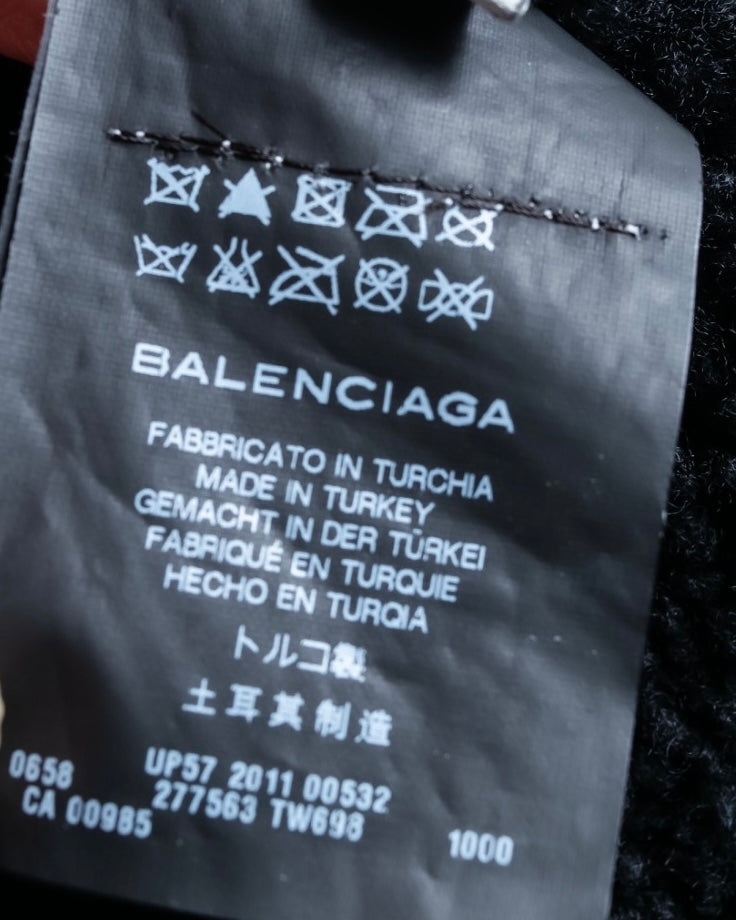 BALENCIAGA
FABBRICATO IN TURCHIA
MADE IN TURKEY
GEMACHT IN DER TÜRKEI
FABRIQUÉ EN TURQUIE
HECHO EN TURQIA
トルコ製
土耳其制造
0658 UP57 2011 00532
CA 00985 277563 TW698 1000